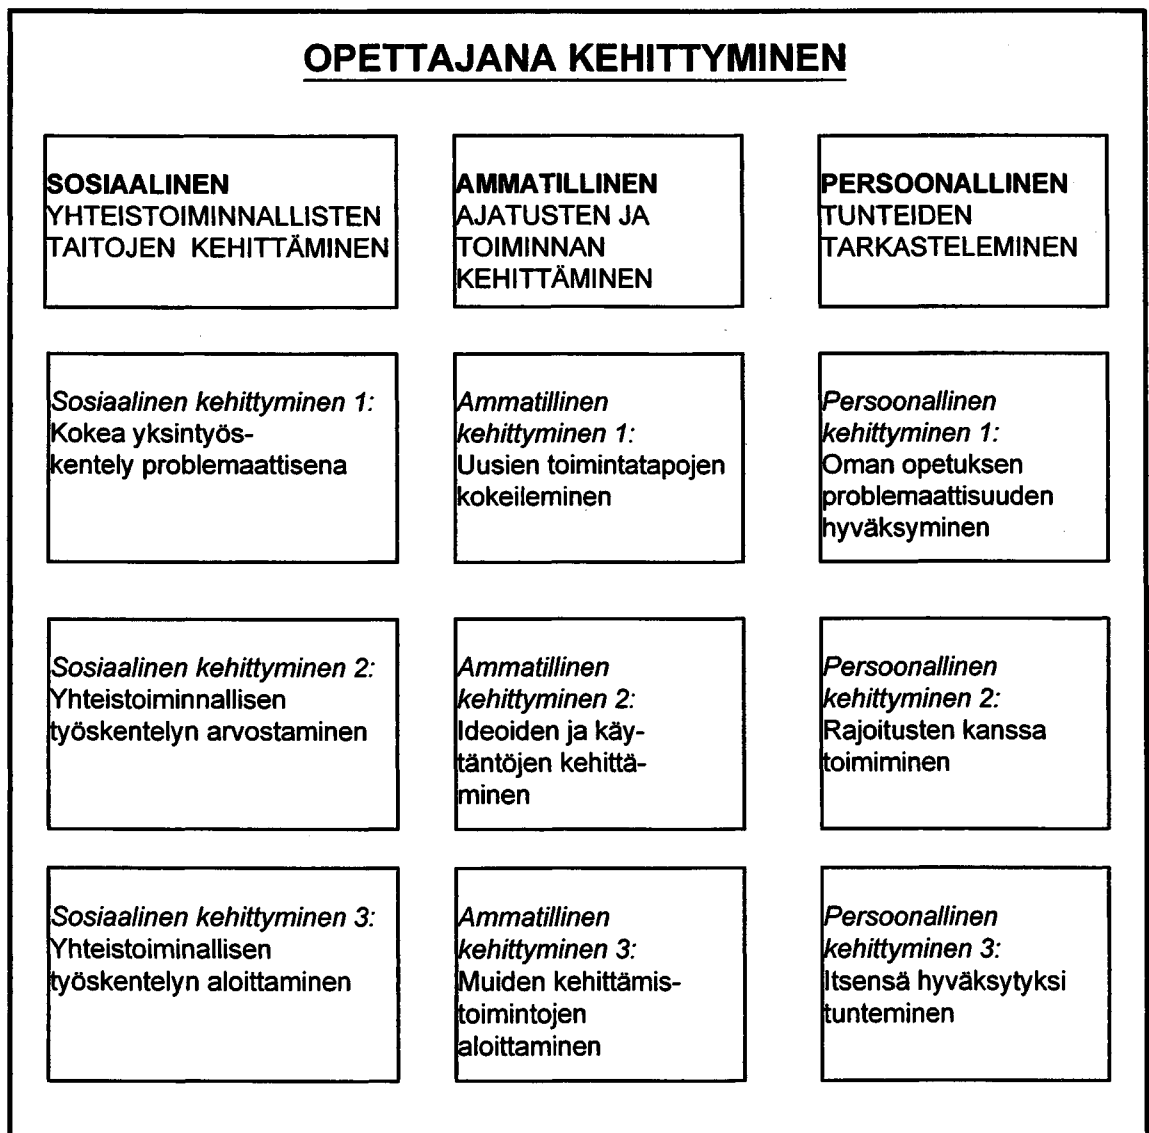 OPETTAJANA KEHITTYMINEN
SOSIAALINEN
YHTEISTOIMINNALLISTEN
TAITOJEN KEHITTÄMINEN
AMMATILLINEN
AJATUSTEN JA
TOIMINNAN
KEHITTÄMINEN
PERSOONALLINEN
TUNTEIDEN
TARKASTELEMINEN
Sosiaalinen kehittyminen 1:
Kokea yksintyös-
kentely problemaattisena
Ammatillinen
kehittyminen 1:
Uusien toimintatapojen
kokeileminen
Persoonallinen
kehittyminen 1:
Oman opetuksen
problemaattisuuden
hyväksyminen
Sosiaalinen kehittyminen 2:
Yhteistoiminnallisen
työskentelyn arvostaminen
Ammatillinen
kehittyminen 2:
Ideoiden ja käy-
täntöjen kehittä-
minen
Persoonallinen
kehittyminen 2:
Rajoitusten kanssa
toimiminen
Sosiaalinen kehittyminen 3:
Yhteistoiminallisen
työskentelyn aloittaminen
Ammatillinen
kehittyminen 3:
Muiden kehittämis-
toimintojen
aloittaminen
Persoonallinen
kehittyminen 3:
Itsensä hyväksytyksi
tunteminen